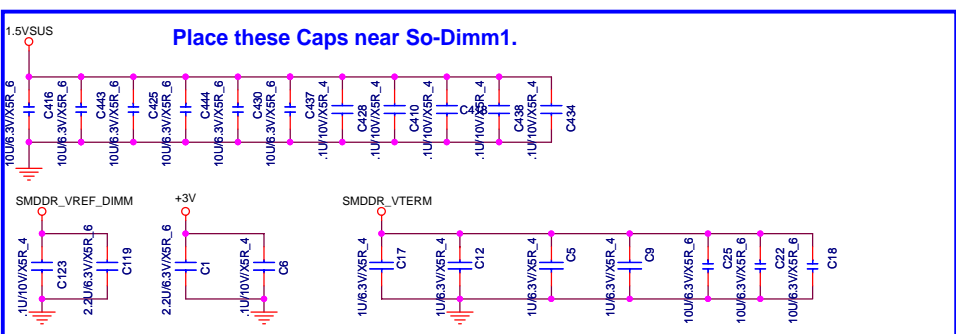 1.5VSUS
Place these Caps near So-Dimm1.
10U/6.3V/X5R_6
C416
10U/6.3V/X5R_6
C443
10U/6.3V/X5R_6
C425
10U/6.3V/X5R_6
C444
10U/6.3V/X5R_6
C430
10U/6.3V/X5R_6
C437
.1U/10V/X5R_4
C428
.1U/10V/X5R_4
C410
.1U/10V/X5R_4
C418
.1U/10V/X5R_4
C438
.1U/10V/X5R_4
C434
SMDDR_VREF_DIMM
.1U/10V/X5R_4
C123
2.2U/6.3V/X5R_6
C119
+3V
2.2U/6.3V/X5R_6
C1
.1U/10V/X5R_4
C6
SMDDR_VTERM
1U/6.3V/X5R_4
C17
1U/6.3V/X5R_4
C12
1U/6.3V/X5R_4
C5
1U/6.3V/X5R_4
C9
10U/6.3V/X5R_6
C25
10U/6.3V/X5R_6
C22
10U/6.3V/X5R_6
C18